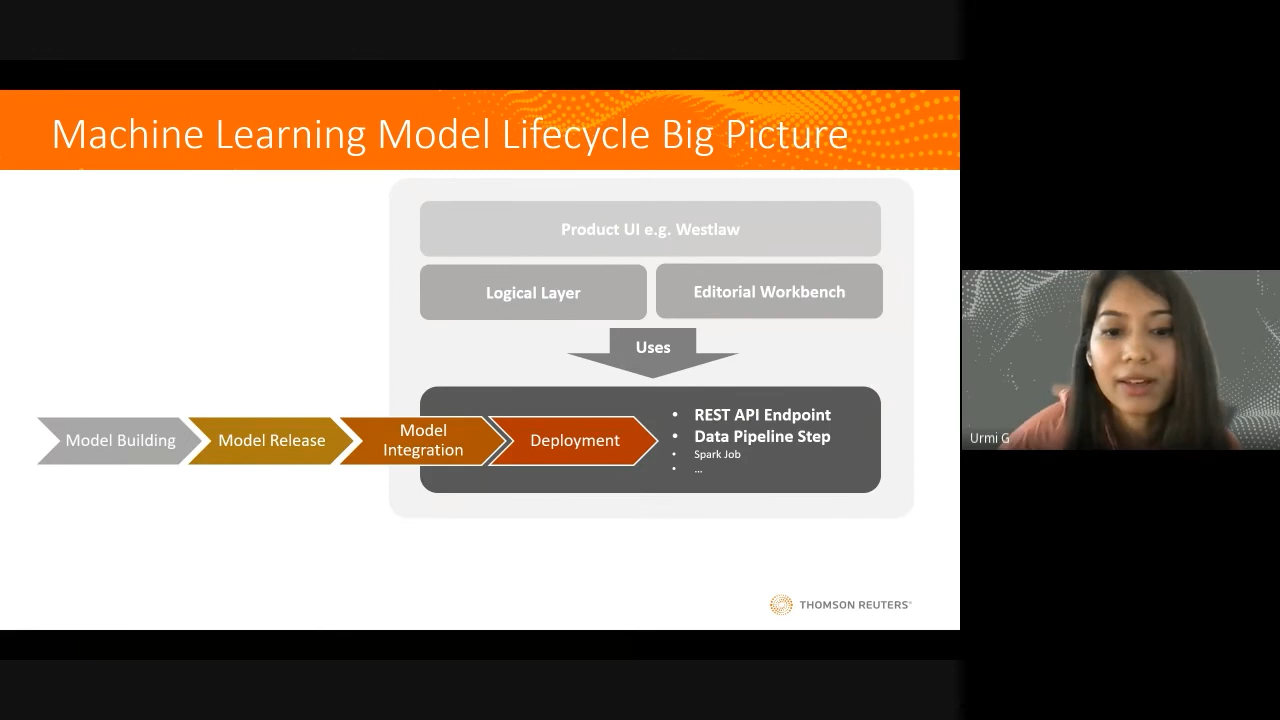 Machine Learning Model Lifecycle Big Picture
Product UI e.g. Westlaw
Logical Layer
Editorial Workbench
Uses
Model Building
Model Release
Model
Integration
Deployment
• REST API Endpoint
• Data Pipeline Step
• Spark Job
• ...
THOMSON REUTERS®
Urmi G